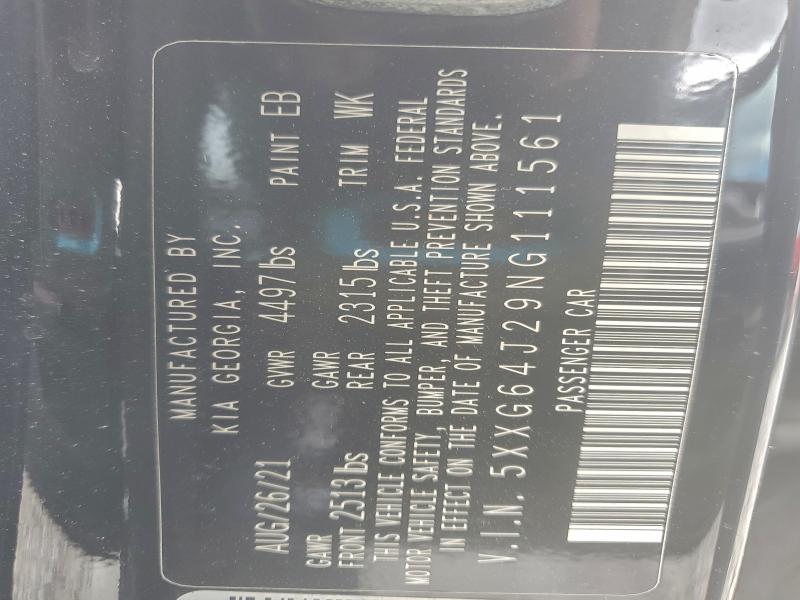 MANUFACTURED BY
KIA GEORGIA, INC.
AUG/26/21 GVWR 4497lbs PAINT EB
GAWR GAWR
FRONT 2513lbs REAR 2315lbs TRIM WK
THIS VEHICLE CONFORMS TO ALL APPLICABLE U.S.A. FEDERAL
MOTOR VEHICLE SAFETY, BUMPER, AND THEFT PREVENTION STANDARDS
IN EFFECT ON THE DATE OF MANUFACTURE SHOWN ABOVE.
V.I.N. 5XXG64J29NG111561
PASSENGER CAR